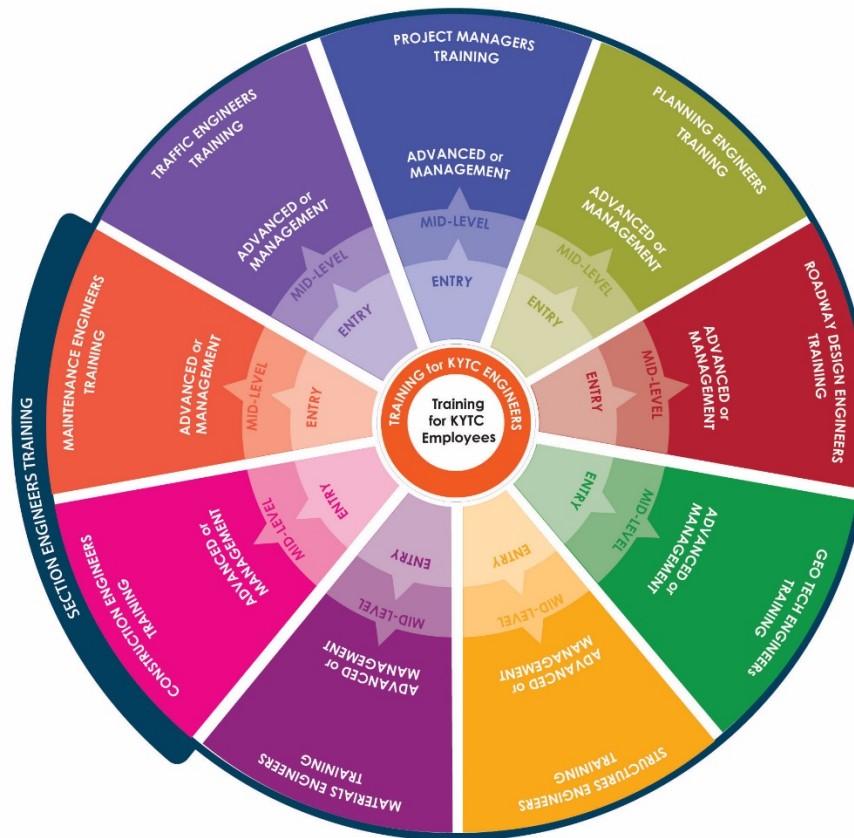 PROJECT MANAGERS
TRAINING
ADVANCED or
MANAGEMENT
MID-LEVEL
ENTRY
PLANNING ENGINEERS
TRAINING
ADVANCED or
MANAGEMENT
MID-LEVEL
ENTRY
ROADWAY DESIGN ENGINEERS
TRAINING
ADVANCED or
MANAGEMENT
MID-LEVEL
ENTRY
GEO TECH ENGINEERS
TRAINING
ADVANCED or
MANAGEMENT
MID-LEVEL
ENTRY
STRUCTURES ENGINEERS
TRAINING
ADVANCED or
MANAGEMENT
MID-LEVEL
ENTRY
MATERIALS ENGINEERS
TRAINING
ADVANCED or
MANAGEMENT
MID-LEVEL
ENTRY
CONSTRUCTION ENGINEERS
TRAINING
ADVANCED or
MANAGEMENT
MID-LEVEL
ENTRY
MAINTENANCE ENGINEERS
TRAINING
ADVANCED or
MANAGEMENT
MID-LEVEL
ENTRY
TRAFFIC ENGINEERS
TRAINING
ADVANCED or
MANAGEMENT
MID-LEVEL
ENTRY
SECTION ENGINEERS TRAINING
TRAINING for KYTC ENGINEERS
Training
for KYTC
Employees